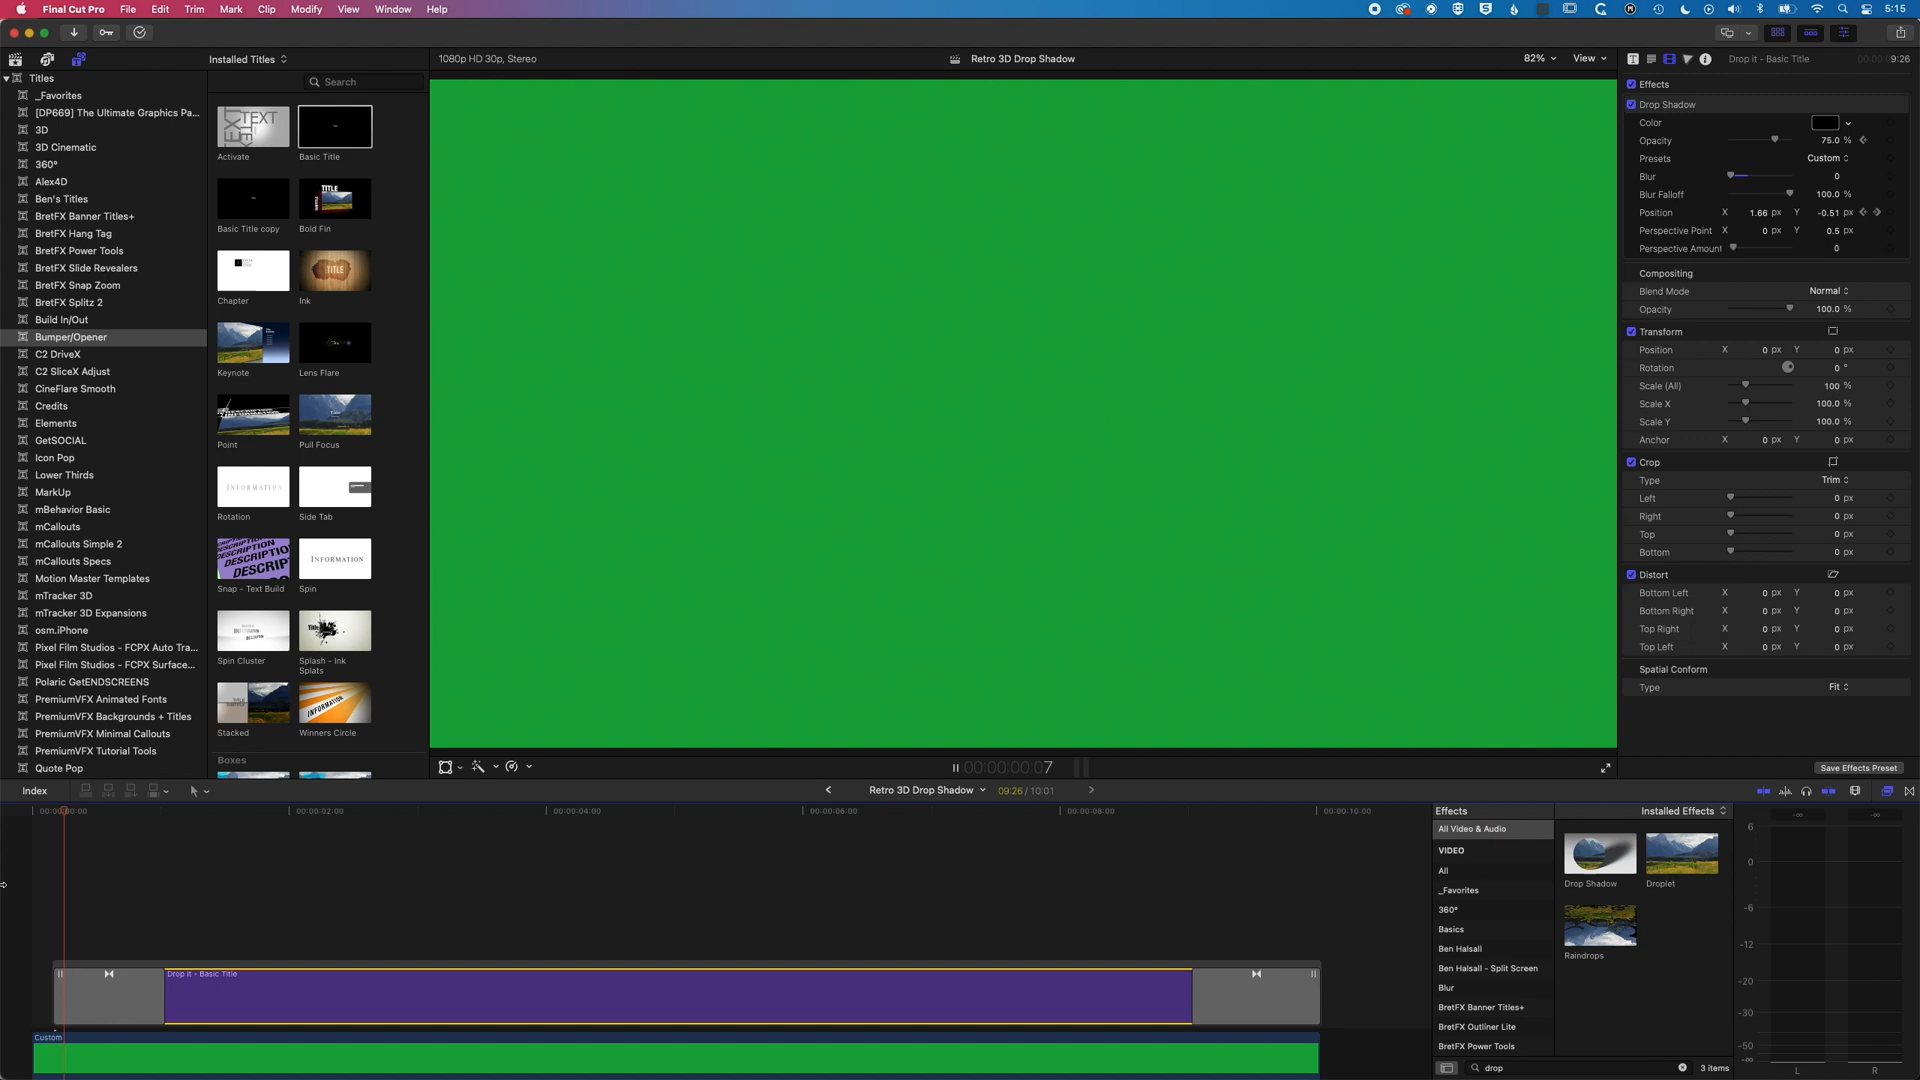 Final Cut Pro File Edit Trim Mark Clip Modify View Window Help 5:15
Installed Titles
1080p HD 30p, Stereo
Retro 3D Drop Shadow
82% View
Drop it - Basic Title
9:26
Titles
_Favorites
[DP669] The Ultimate Graphics Pa...
3D
3D Cinematic
360°
Alex4D
Ben's Titles
BretFX Banner Titles+
BretFX Hang Tag
BretFX Power Tools
BretFX Slide Revealers
BretFX Snap Zoom
BretFX Splitz 2
Build In/Out
Bumper/Opener
C2 DriveX
C2 SliceX Adjust
CineFlare Smooth
Credits
Elements
GetSOCIAL
Icon Pop
Lower Thirds
MarkUp
mBehavior Basic
mCallouts
mCallouts Simple 2
mCallouts Specs
Motion Master Templates
mTracker 3D
mTracker 3D Expansions
osm.iPhone
Pixel Film Studios - FCPX Auto Tra...
Pixel Film Studios - FCPX Surface...
Polaric GetENDSCREENS
PremiumVFX Animated Fonts
PremiumVFX Backgrounds + Titles
PremiumVFX Minimal Callouts
PremiumVFX Tutorial Tools
Quote Pop
Search
Activate
Basic Title
Basic Title copy
Bold Fin
Chapter
Ink
Keynote
Lens Flare
Point
Pull Focus
Rotation
Side Tab
Snap - Text Build
Spin
Spin Cluster
Splash - Ink
Splats
Stacked
Winners Circle
Boxes
Effects
Drop Shadow
Color
Opacity 75.0 %
Presets Custom
Blur 0
Blur Falloff 100.0 %
Position X 1.66 px Y -0.51 px
Perspective Point X 0 px Y 0.5 px
Perspective Amount 0
Compositing
Blend Mode Normal
Opacity 100.0 %
Transform
Position X 0 px Y 0 px
Rotation 0 °
Scale (All) 100 %
Scale X 100.0 %
Scale Y 100.0 %
Anchor X 0 px Y 0 px
Crop
Type Trim
Left 0 px
Right 0 px
Top 0 px
Bottom 0 px
Distort
Bottom Left X 0 px Y 0 px
Bottom Right X 0 px Y 0 px
Top Right X 0 px Y 0 px
Top Left X 0 px Y 0 px
Spatial Conform
Type Fit
Save Effects Preset
00:00:00:07
Index
Retro 3D Drop Shadow 09:26 / 10:01
00:00:02:00 00:00:04:00 00:00:06:00 00:00:08:00 00:00:10:00
Drop it - Basic Title
Custom
Effects
Installed Effects
All Video & Audio
VIDEO
All
_Favorites
360°
Basics
Ben Halsall
Ben Halsall - Split Screen
Blur
BretFX Banner Titles+
BretFX Outliner Lite
BretFX Power Tools
Drop Shadow
Droplet
Raindrops
drop
3 items
6
0
-6
-12
-20
-30
-50
-∞
L R